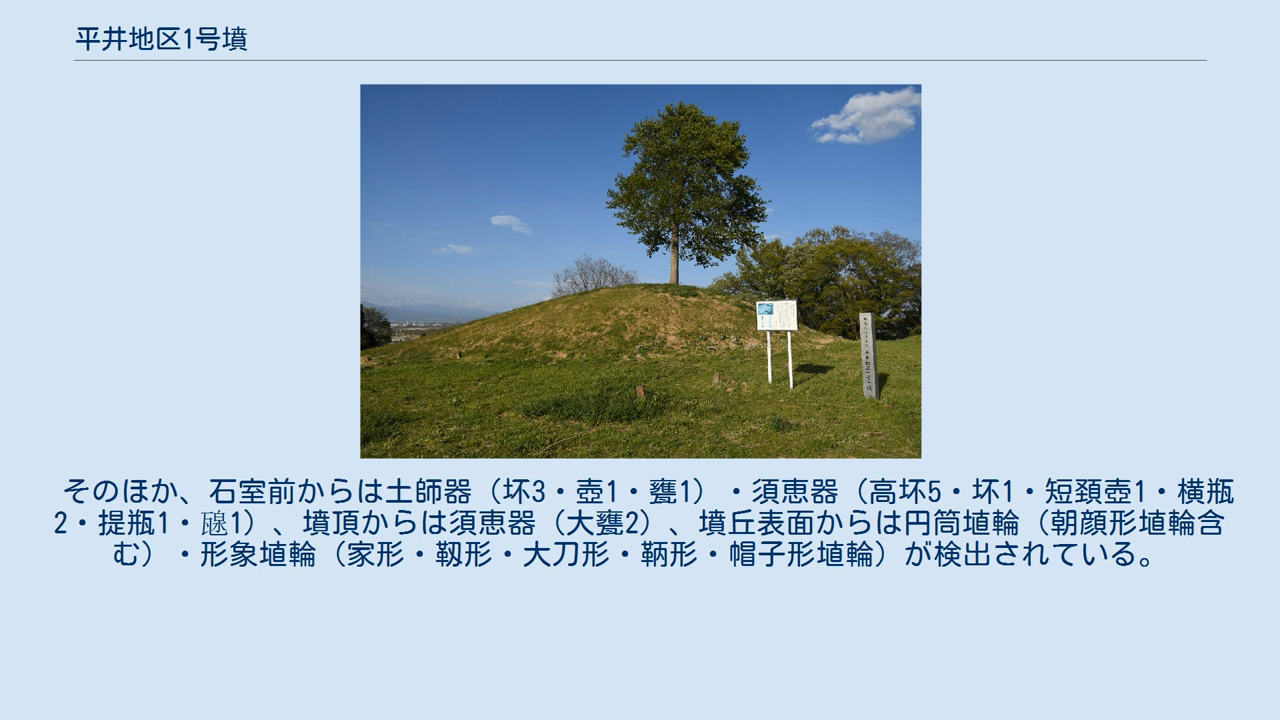 平井地区1号墳
そのほか、石室前からは土師器（坏3・壺1・甕1）・須恵器（高坏5・坏1・短頚壺1・横瓶
2・提瓶1・𤭯1）、墳頂からは須恵器（大甕2）、墳丘表面からは円筒埴輪（朝顔形埴輪含
む）・形象埴輪（家形・靱形・大刀形・鞆形・帽子形埴輪）が検出されている。